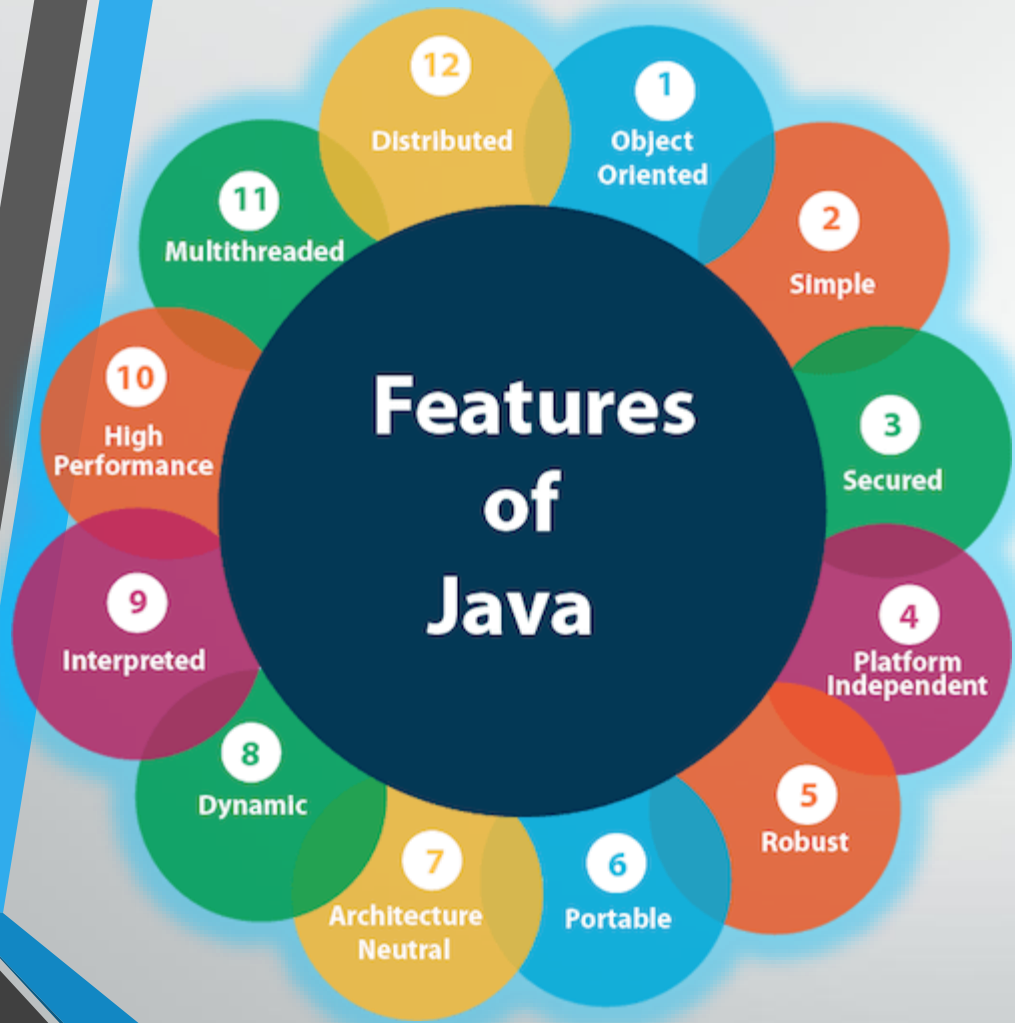 Features
of
Java
1
Object
Oriented
2
Simple
3
Secured
4
Platform
Independent
5
Robust
6
Portable
7
Architecture
Neutral
8
Dynamic
9
Interpreted
10
High
Performance
11
Multithreaded
12
Distributed